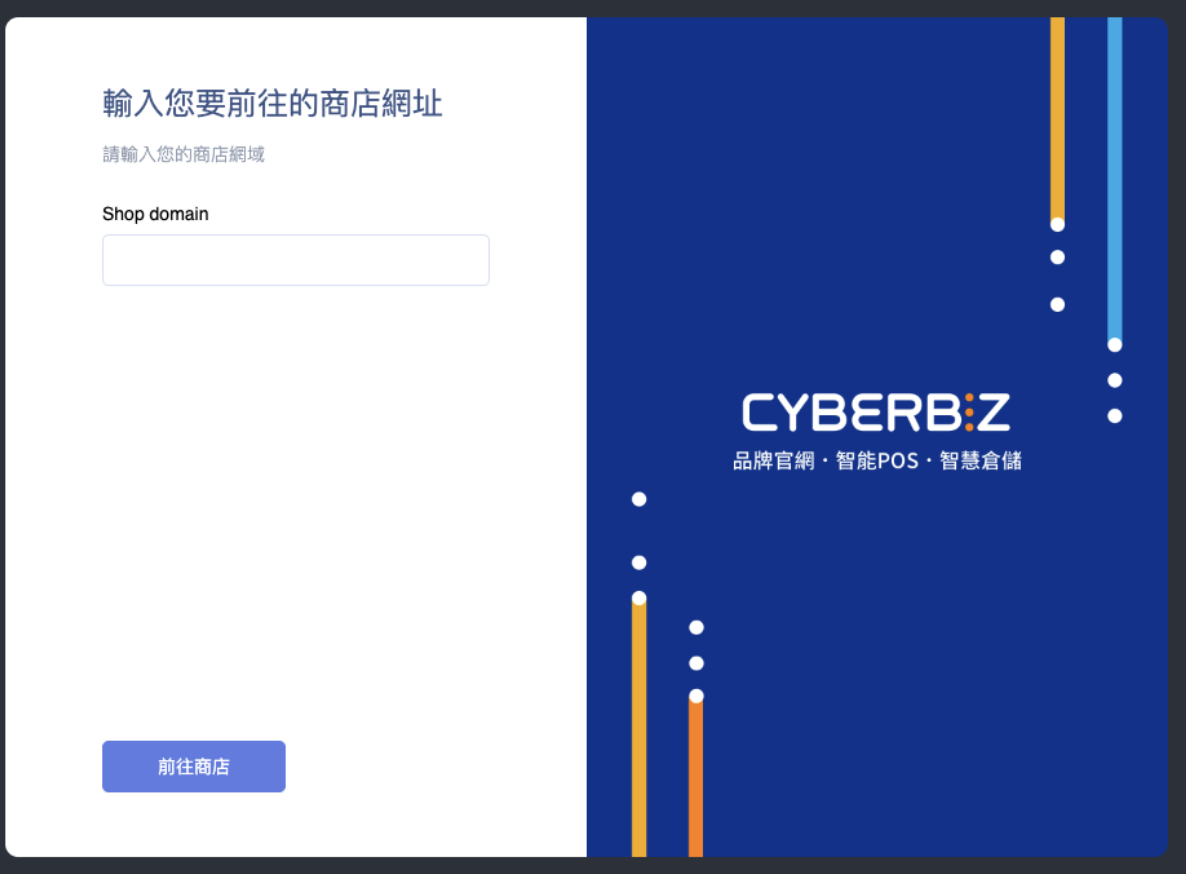 輸入您要前往的商店網址
請輸入您的商店網域
Shop domain
前往商店
CYBERBIZ
品牌官網・智能POS・智慧倉儲